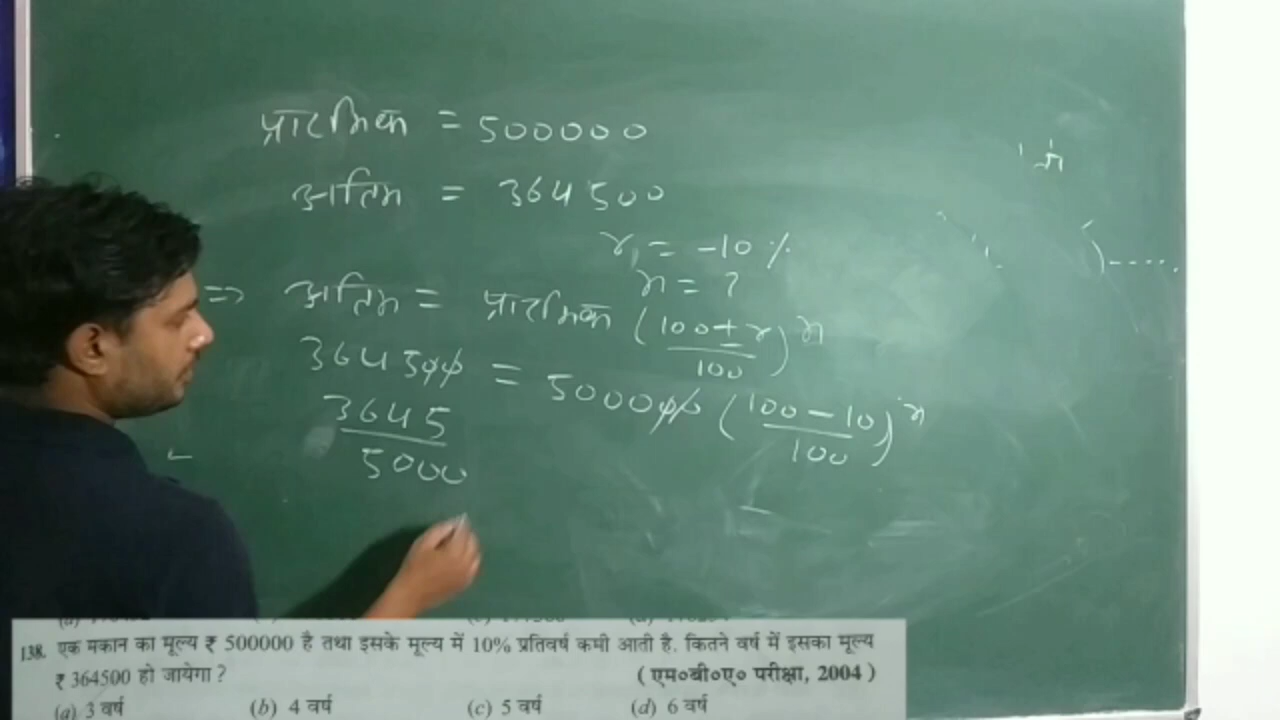 प्रारम्भिक = 500000
अंतिम = 364500
r = -10 %
n = ?
=> अंतिम = प्रारम्भिक (100±r/100)n
364500 = 500000 (100-10/100)n
3645
5000
138. एक मकान का मूल्य ₹ 500000 है तथा इसके मूल्य में 10% प्रतिवर्ष कमी आती है. कितने वर्ष में इसका मूल्य
₹ 364500 हो जायेगा ?
(एम०बी०ए० परीक्षा, 2004)
(a) 3 वर्ष (b) 4 वर्ष (c) 5 वर्ष (d) 6 वर्ष